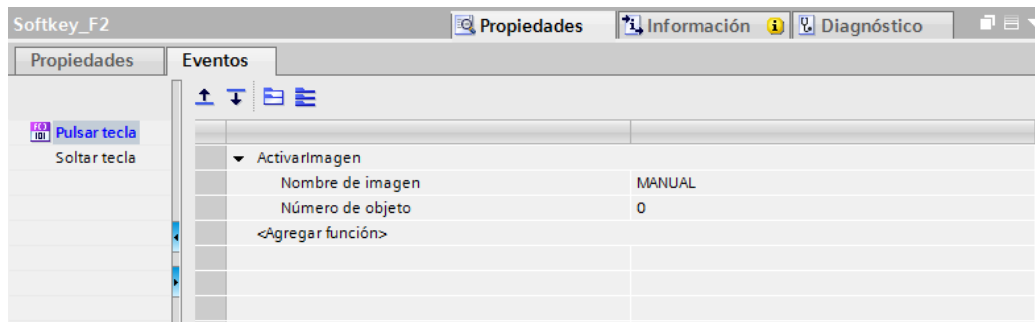 Softkey_F2
Propiedades Información Diagnóstico
Propiedades Eventos
Pulsar tecla
Soltar tecla
ActivarImagen
Nombre de imagen MANUAL
Número de objeto 0
<Agregar función>